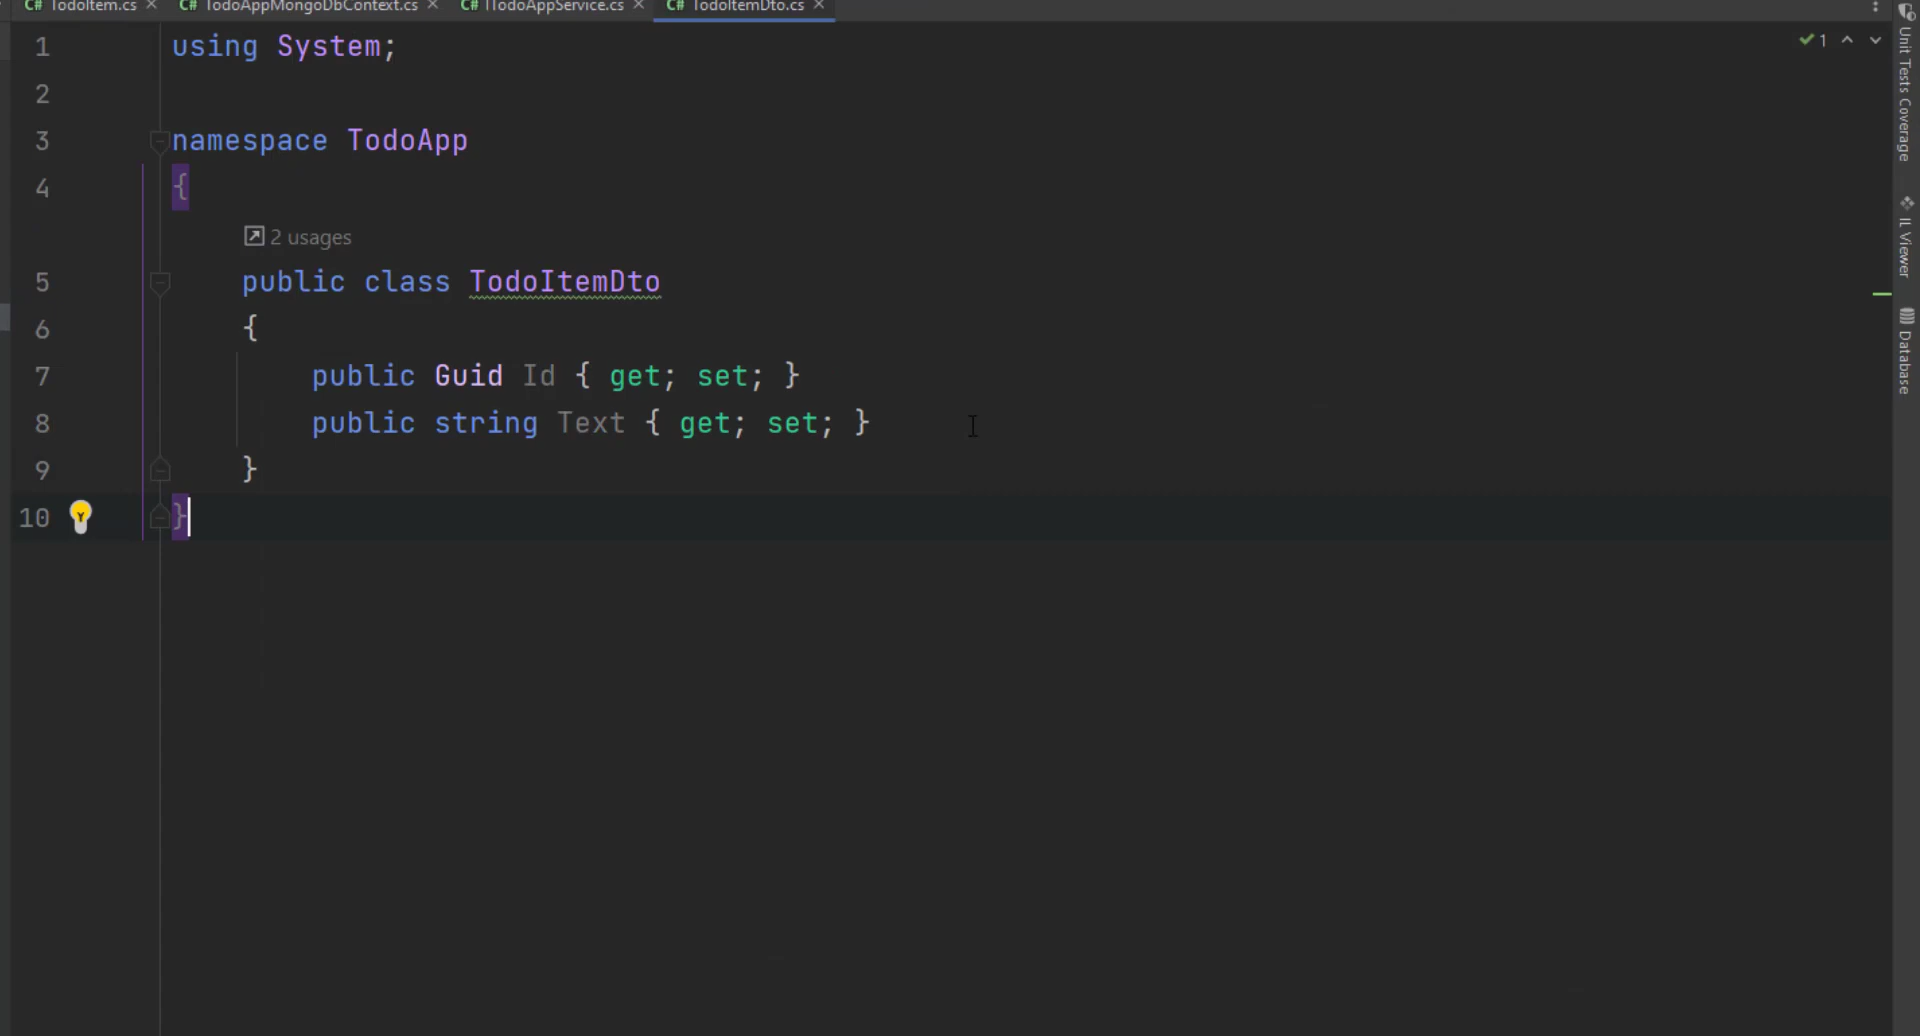 C# TodoItem.cs × C# TodoAppMongoDbContext.cs × C# ITodoAppService.cs × C# TodoItemDto.cs ×
1 using System;
2
3 namespace TodoApp
4 {
2 usages
5 public class TodoItemDto
6 {
7 public Guid Id { get; set; }
8 public string Text { get; set; }
9 }
10 }
1
Unit Tests Coverage
IL Viewer
Database